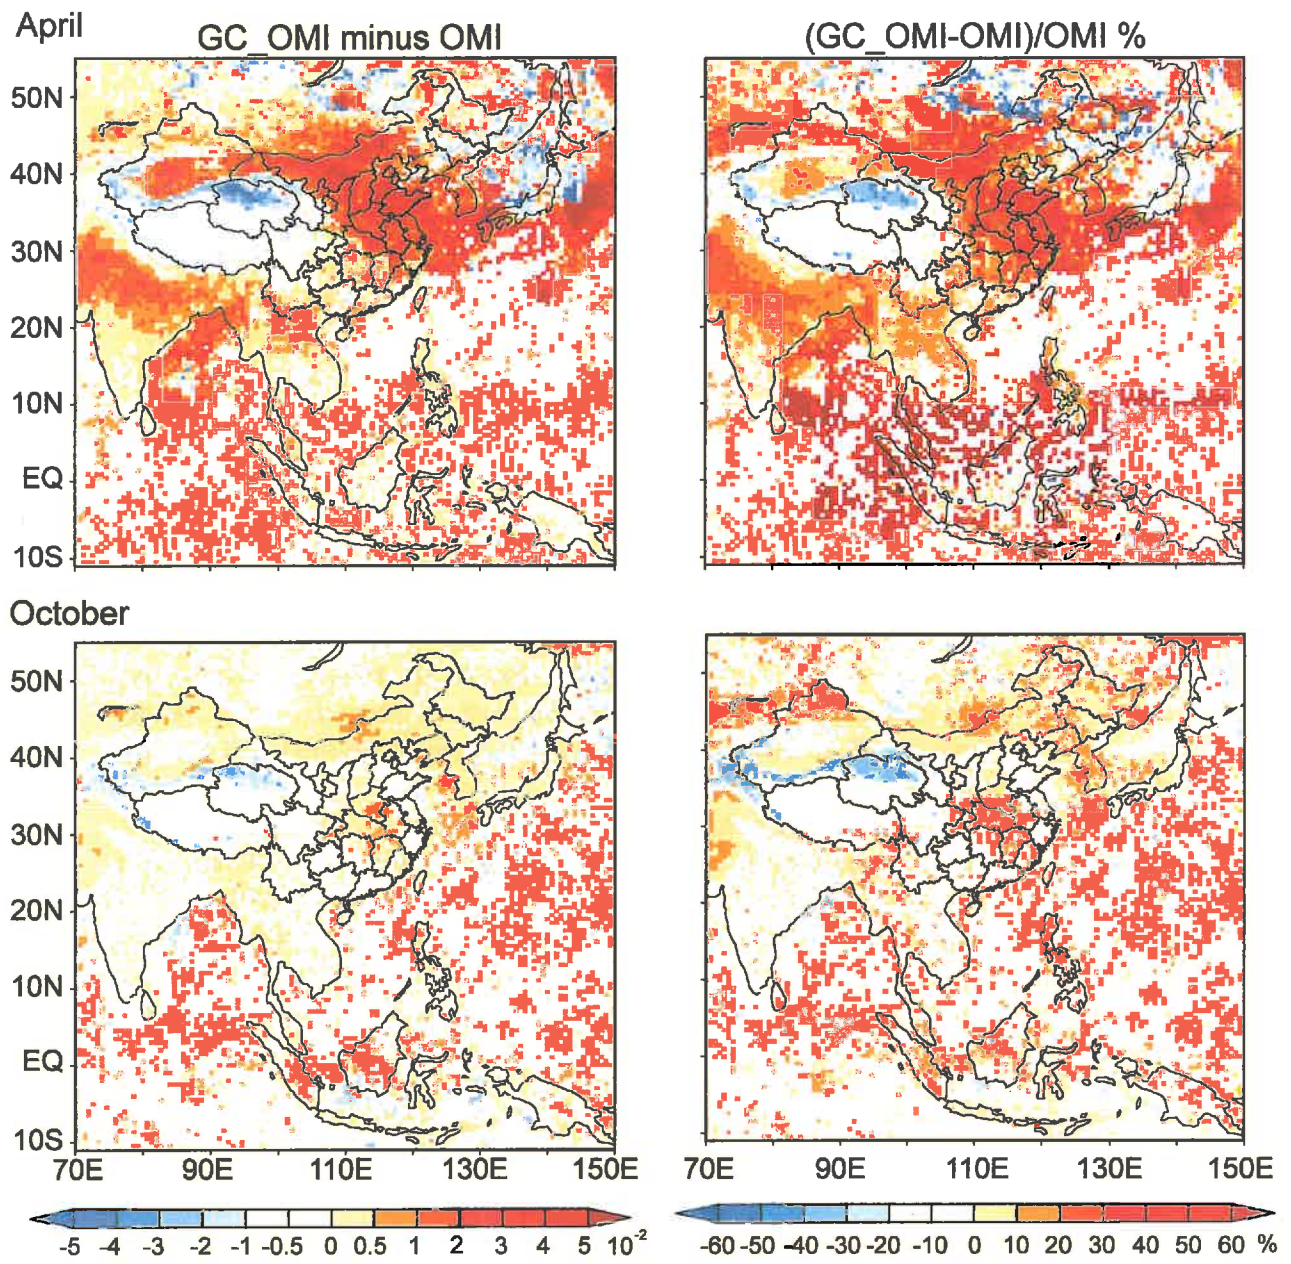 April
GC_OMI minus OMI
(GC_OMI-OMI)/OMI %
50N
40N
30N
20N
10N
EQ
10S
October
50N
40N
30N
20N
10N
EQ
10S
70E 90E 110E 130E 150E
70E 90E 110E 130E 150E
-5 -4 -3 -2 -1 -0.5 0 0.5 1 2 3 4 5 10⁻²
-60 -50 -40 -30 -20 -10 0 10 20 30 40 50 60 %